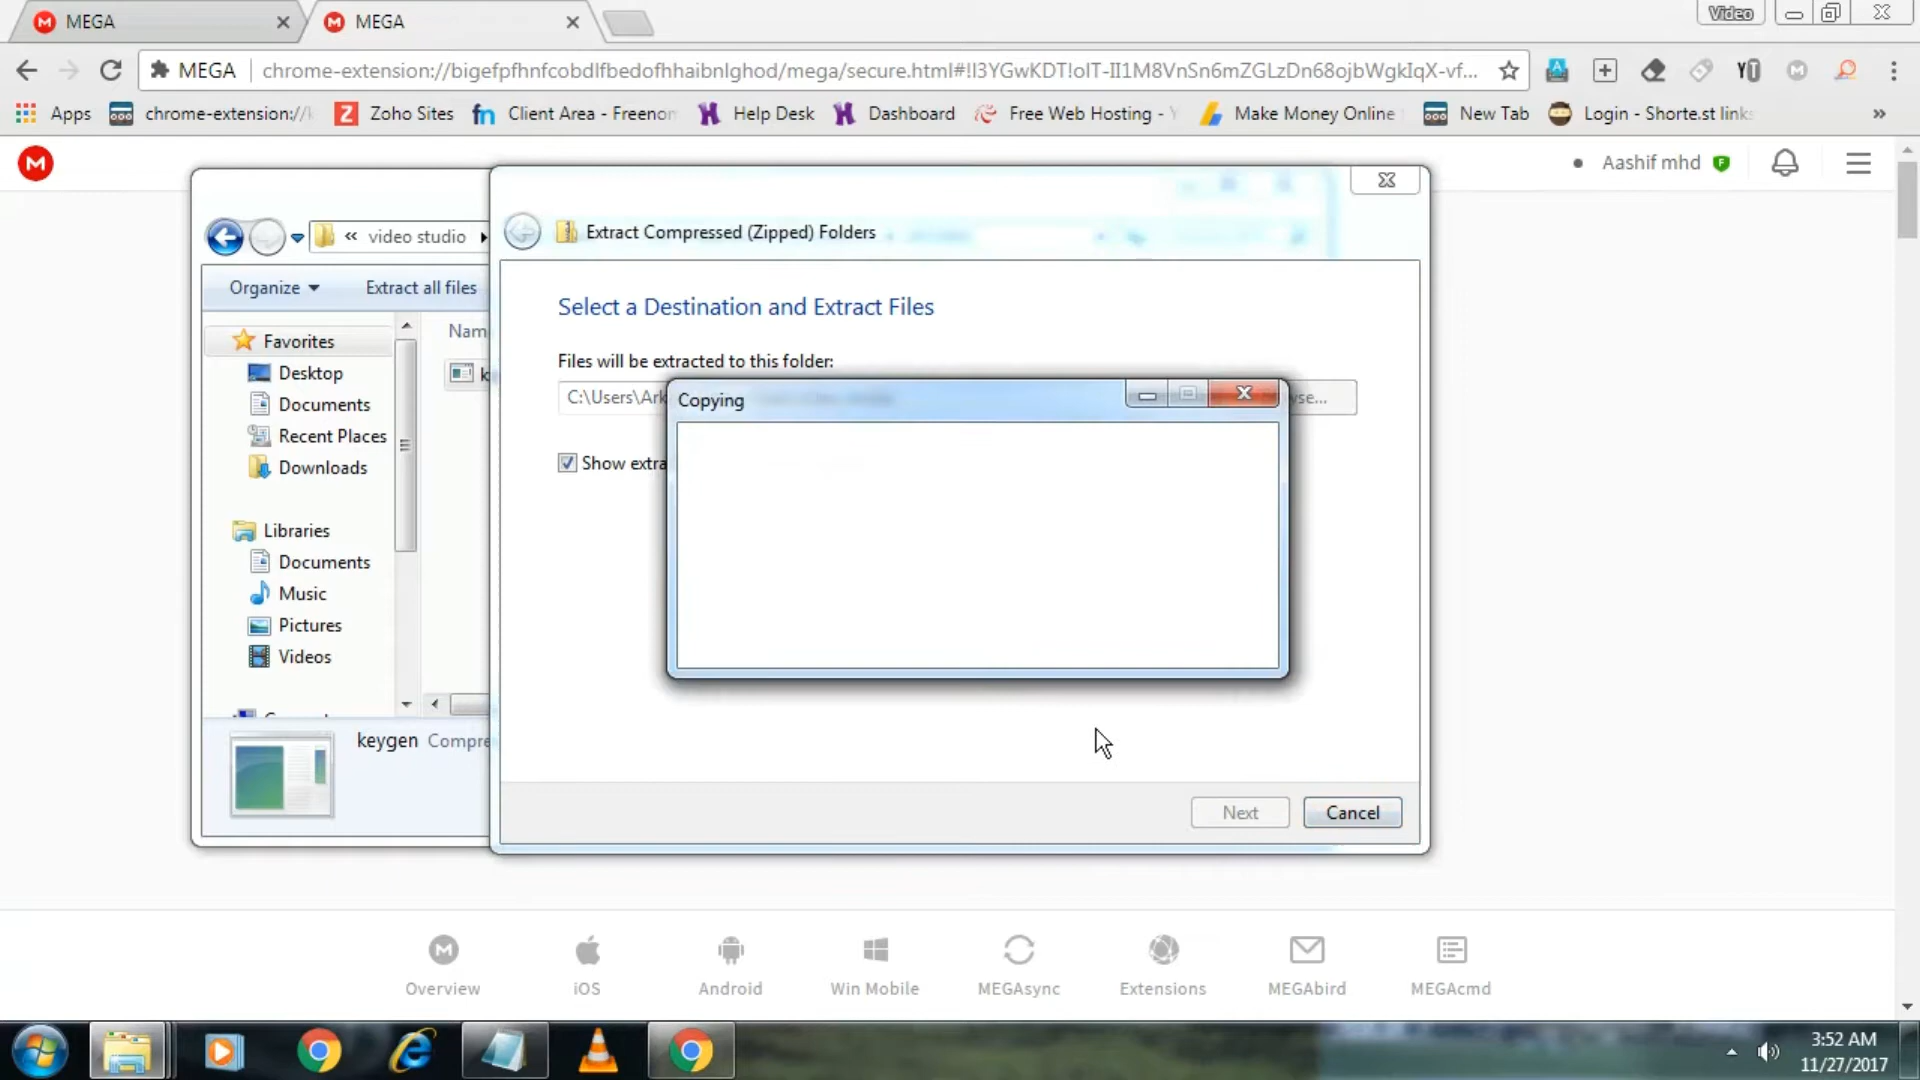 MEGA
MEGA
Video
MEGA
chrome-extension://bigefpfhnfcobdlfbedofhhaibnlghod/mega/secure.html#!I3YGwKDT!oIT-II1M8VnSn6mZGLzDn68ojbWgkIqX-vf...
Apps
chrome-extension://
Zoho Sites
Client Area - Freenom
Help Desk
Dashboard
Free Web Hosting -
Make Money Online
New Tab
Login - Shorte.st links
»
Aashif mhd
« video studio
Extract Compressed (Zipped) Folders
Organize
Extract all files
Select a Destination and Extract Files
Nam
Files will be extracted to this folder:
C:\Users\Ark
Copying
Show extra
Favorites
Desktop
Documents
Recent Places
Downloads
Libraries
Documents
Music
Pictures
Videos
keygen Compre
Next
Cancel
Overview
iOS
Android
Win Mobile
MEGAsync
Extensions
MEGAbird
MEGAcmd
3:52 AM
11/27/2017